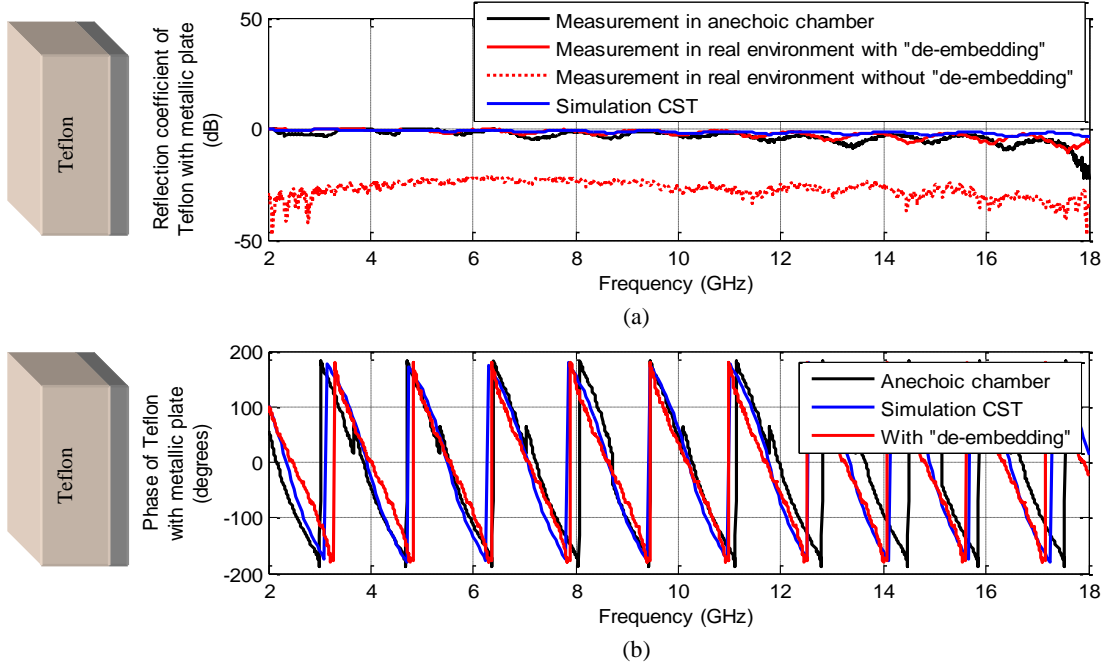 Teflon
Reflection coefficient of
Teflon with metallic plate
(dB)
50
0
-50
Measurement in anechoic chamber
Measurement in real environment with "de-embedding"
Measurement in real environment without "de-embedding"
Simulation CST
2 4 6 8 10 12 14 16 18
Frequency (GHz)
(a)
Teflon
Phase of Teflon
with metallic plate
(degrees)
200
100
0
-100
-200
Anechoic chamber
Simulation CST
With "de-embedding"
2 4 6 8 10 12 14 16 18
Frequency (GHz)
(b)